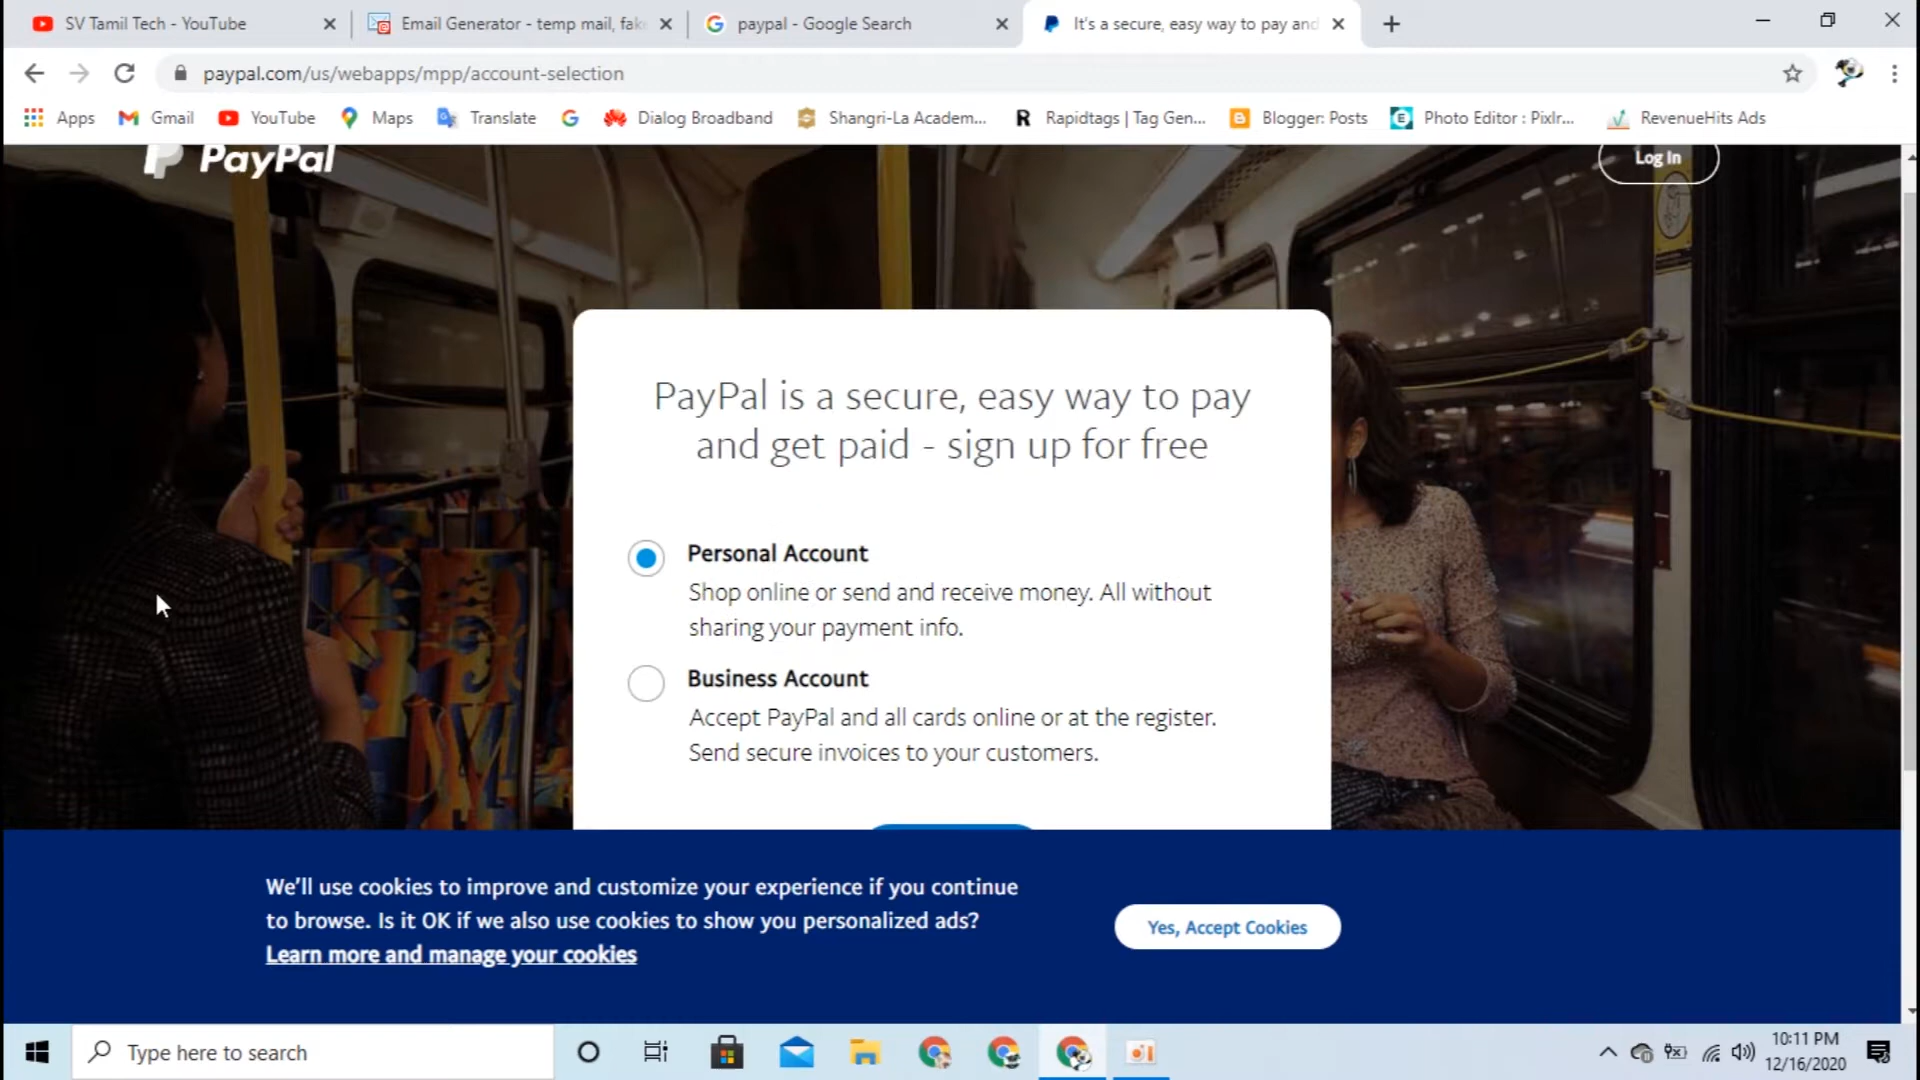 SV Tamil Tech - YouTube
Email Generator - temp mail, fak
paypal - Google Search
It's a secure, easy way to pay and
paypal.com/us/webapps/mpp/account-selection
Apps
Gmail
YouTube
Maps
Translate
Dialog Broadband
Shangri-La Academ...
Rapidtags | Tag Gen...
Blogger: Posts
Photo Editor : Pixlr...
RevenueHits Ads
PayPal
Log In
PayPal is a secure, easy way to pay
and get paid - sign up for free
Personal Account
Shop online or send and receive money. All without
sharing your payment info.
Business Account
Accept PayPal and all cards online or at the register.
Send secure invoices to your customers.
We'll use cookies to improve and customize your experience if you continue
to browse. Is it OK if we also use cookies to show you personalized ads?
Learn more and manage your cookies
Yes, Accept Cookies
Type here to search
10:11 PM
12/16/2020